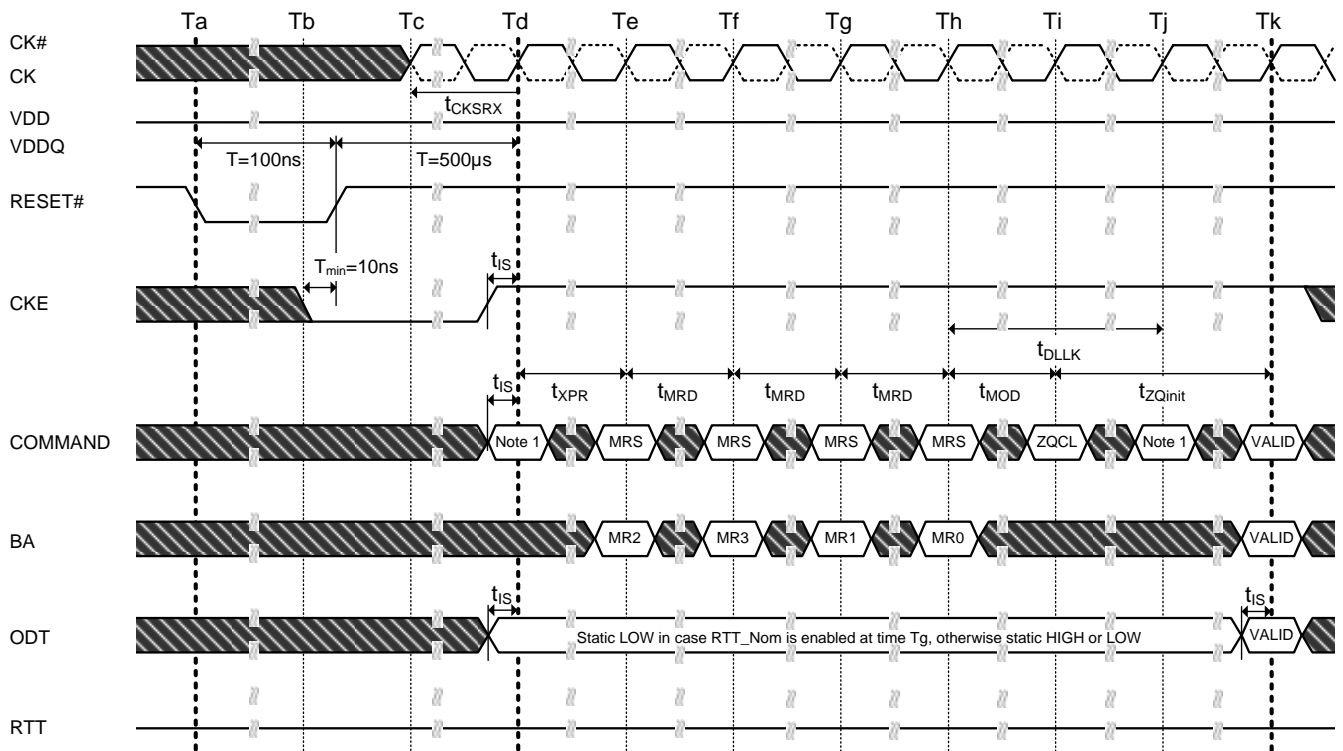 Ta Tb Tc Td Te Tf Tg Th Ti Tj Tk
CK#
CK
tCKSRX
VDD
VDDQ
T=100ns T=500µs
RESET#
Tmin=10ns tIS
CKE
tDLLK
tIS tXPR tMRD tMRD tMRD tMOD tZQinit
COMMAND Note 1 MRS MRS MRS MRS ZQCL Note 1 VALID
BA MR2 MR3 MR1 MR0 VALID
tIS tIS
ODT Static LOW in case RTT_Nom is enabled at time Tg, otherwise static HIGH or LOW VALID
RTT